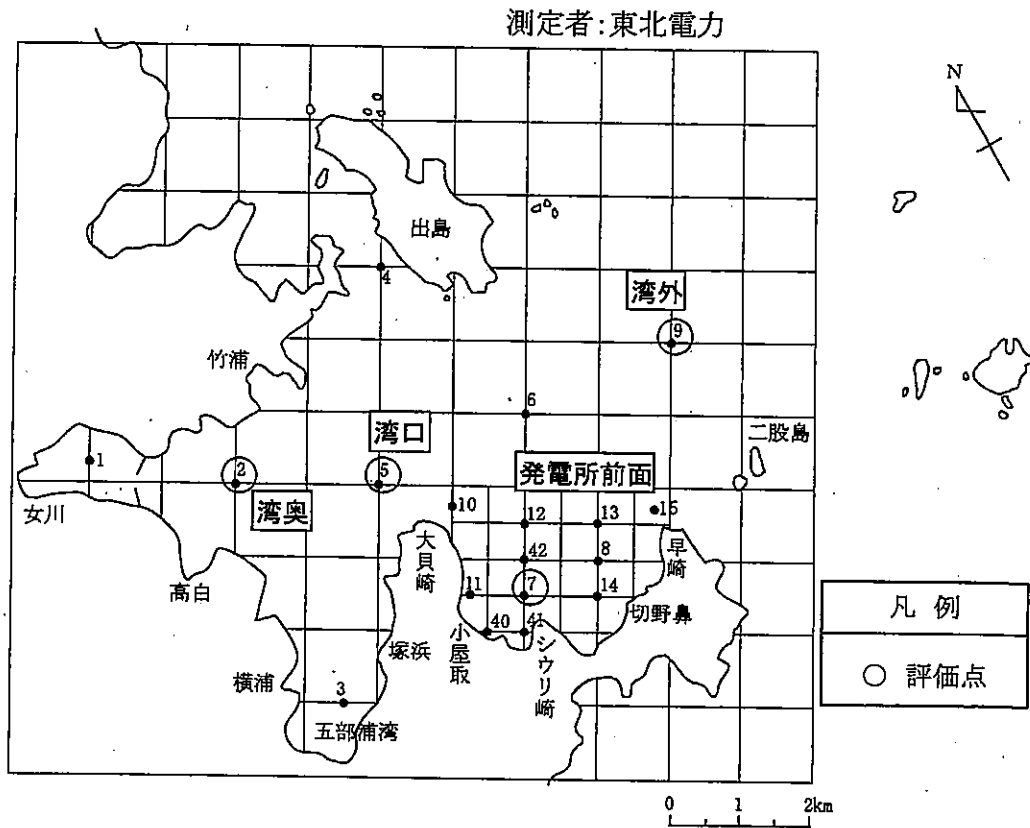 測定者:東北電力
N
出島
4
湾外
9
竹浦
6
二股島
湾口
1
2
5
発電所前面
女川
湾奥
10
12
13
15
大貝崎
42
8
早崎
高白
11
7
14
切野鼻
凡 例
40
41
小屋取
シウリ崎
塚浜
○ 評価点
横浦
3
五部浦湾
0 1 2km